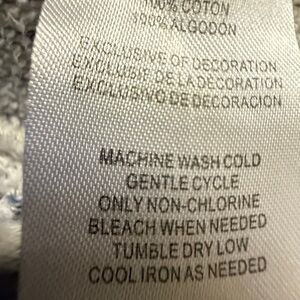 100% COTON
100% ALGODON
EXCLUSIVE OF DECORATION
EXCLUSIF DE LA DECORATION
EXCLUSIVO DE DECORACION
MACHINE WASH COLD
GENTLE CYCLE
ONLY NON-CHLORINE
BLEACH WHEN NEEDED
TUMBLE DRY LOW
COOL IRON AS NEEDED